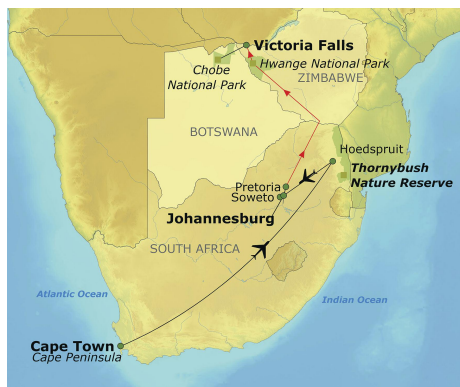 Victoria Falls
Chobe
National Park
Hwange National Park
ZIMBABWE
BOTSWANA
Hoedspruit
Thornybush
Nature Reserve
Pretoria
Soweto
Johannesburg
SOUTH AFRICA
Atlantic Ocean
Indian Ocean
Cape Town
Cape Peninsula